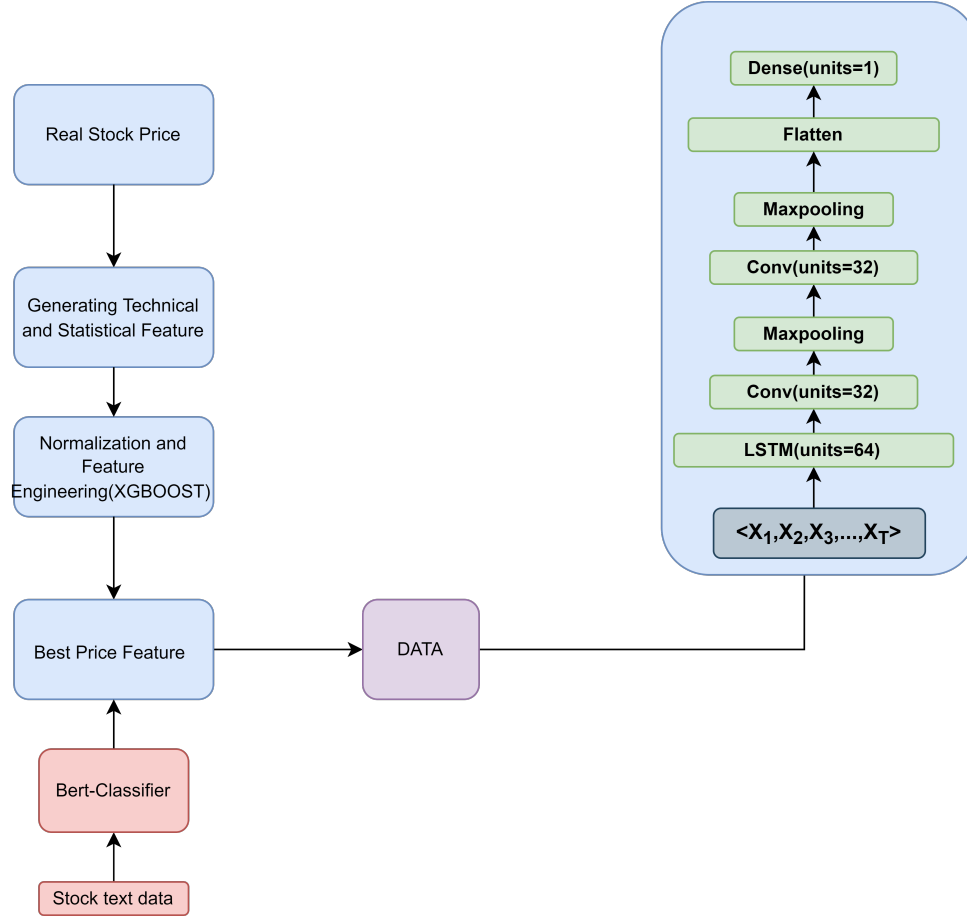 Real Stock Price
Generating Technical
and Statistical Feature
Normalization and
Feature
Engineering(XGBOOST)
Best Price Feature
Bert-Classifier
Stock text data
DATA
Dense(units=1)
Flatten
Maxpooling
Conv(units=32)
Maxpooling
Conv(units=32)
LSTM(units=64)
<X₁,X₂,X₃,...,X_T>